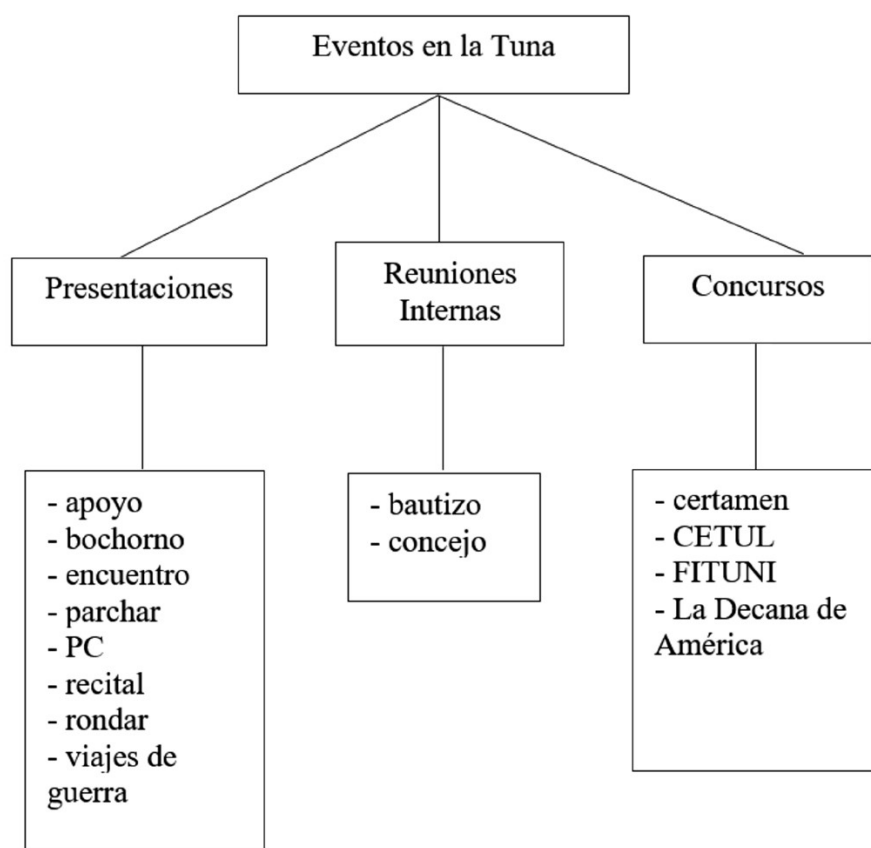 Eventos en la Tuna
Presentaciones
Reuniones
Internas
Concursos
- apoyo
- bochorno
- encuentro
- parchar
- PC
- recital
- rondar
- viajes de
guerra
- bautizo
- concejo
- certamen
- CETUL
- FITUNI
- La Decana de
América